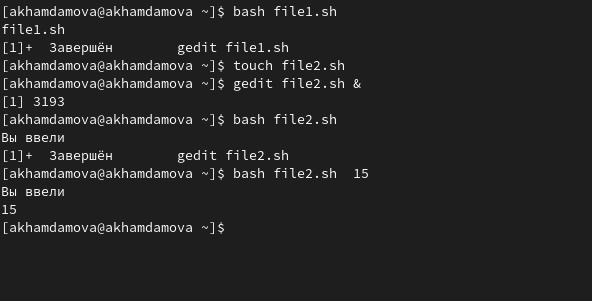 [akhamdamova@akhamdamova ~]$ bash file1.sh
file1.sh
[1]+  Завершён        gedit file1.sh
[akhamdamova@akhamdamova ~]$ touch file2.sh
[akhamdamova@akhamdamova ~]$ gedit file2.sh &
[1] 3193
[akhamdamova@akhamdamova ~]$ bash file2.sh
Вы ввели
[1]+  Завершён        gedit file2.sh
[akhamdamova@akhamdamova ~]$ bash file2.sh  15
Вы ввели
15
[akhamdamova@akhamdamova ~]$